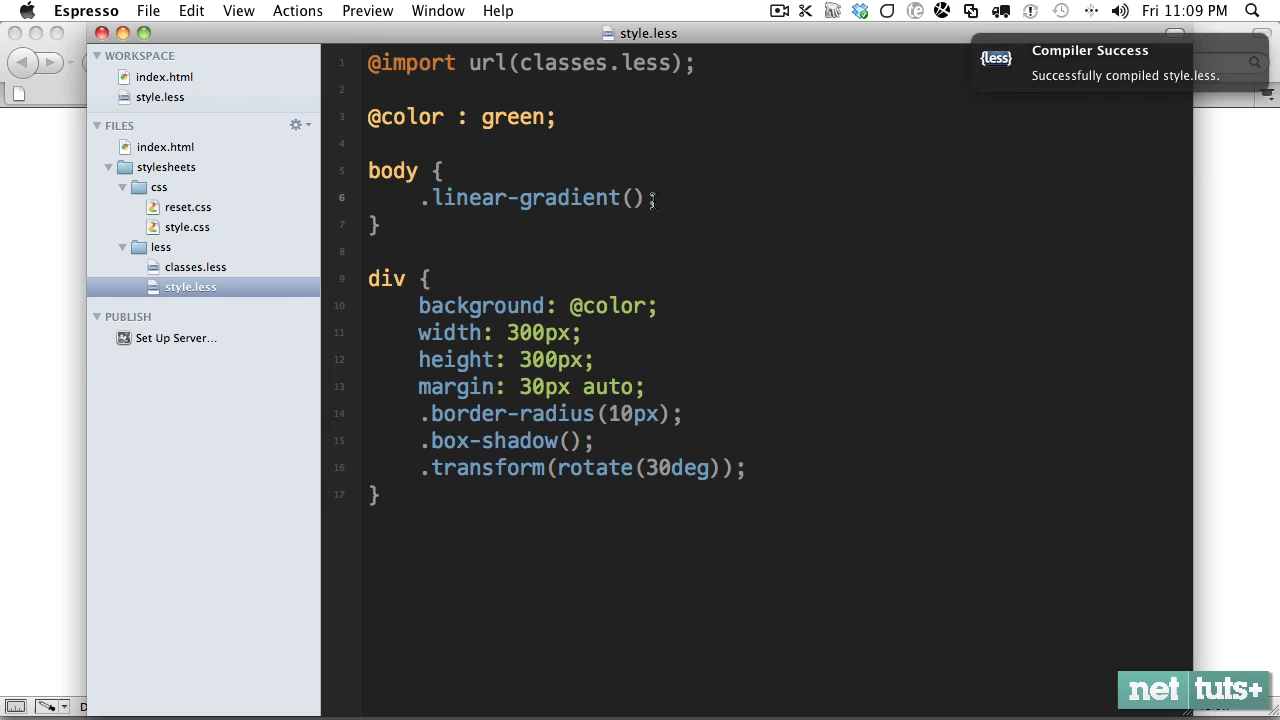 Espresso File Edit View Actions Preview Window Help Fri 11:09 PM
style.less
WORKSPACE
index.html
style.less
FILES
index.html
stylesheets
css
reset.css
style.css
less
classes.less
style.less
PUBLISH
Set Up Server...
1 @import url(classes.less);
2
3 @color : green;
4
5 body {
6 .linear-gradient();
7 }
8
9 div {
10 background: @color;
11 width: 300px;
12 height: 300px;
13 margin: 30px auto;
14 .border-radius(10px);
15 .box-shadow();
16 .transform(rotate(30deg));
17 }
{less}
Compiler Success
Successfully compiled style.less.
net tuts+